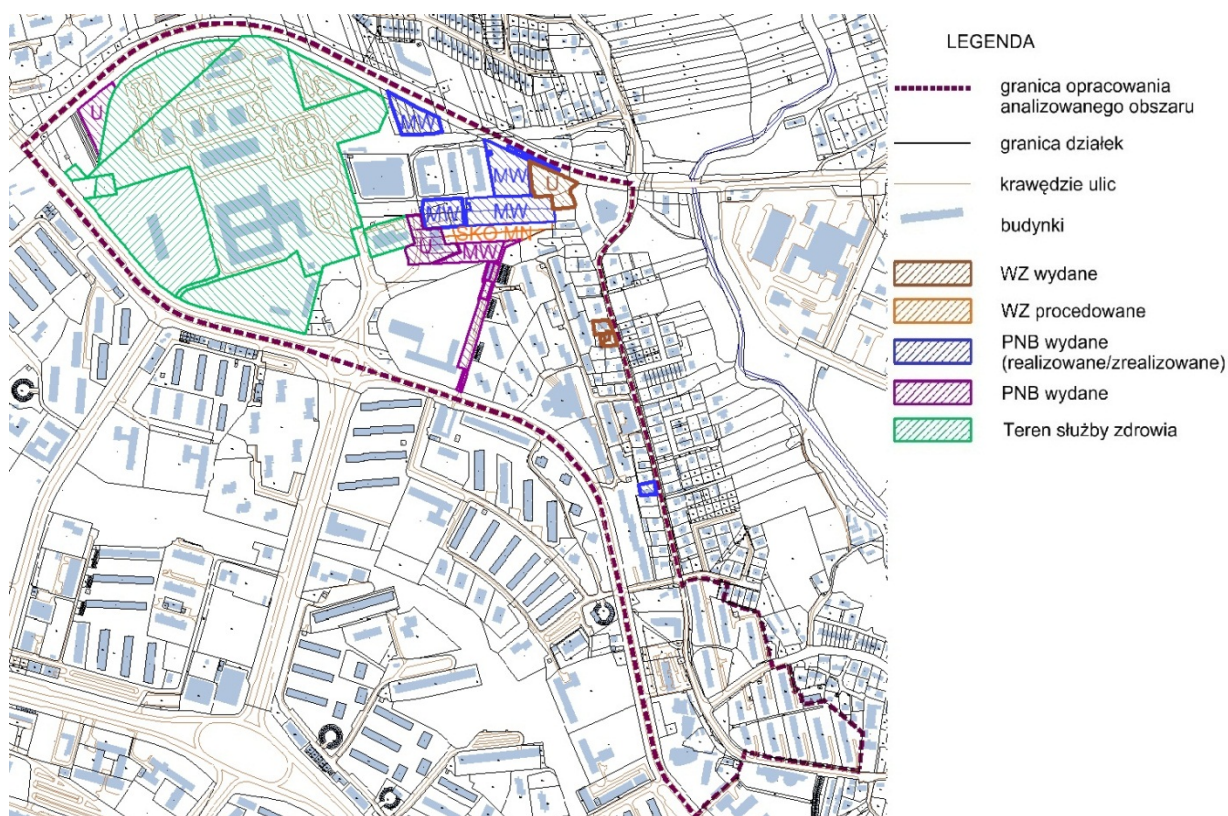 LEGENDA
granica opracowania
analizowanego obszaru
granica działek
krawędzie ulic
budynki
WZ wydane
WZ procedowane
PNB wydane
(realizowane/zrealizowane)
PNB wydane
Teren służby zdrowia
U
MW
MW
U
MW
MW
SKO MN
U
MW